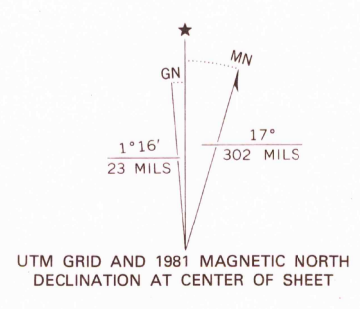 ★
MN
GN
1°16'
23 MILS
17°
302 MILS
UTM GRID AND 1981 MAGNETIC NORTH
DECLINATION AT CENTER OF SHEET